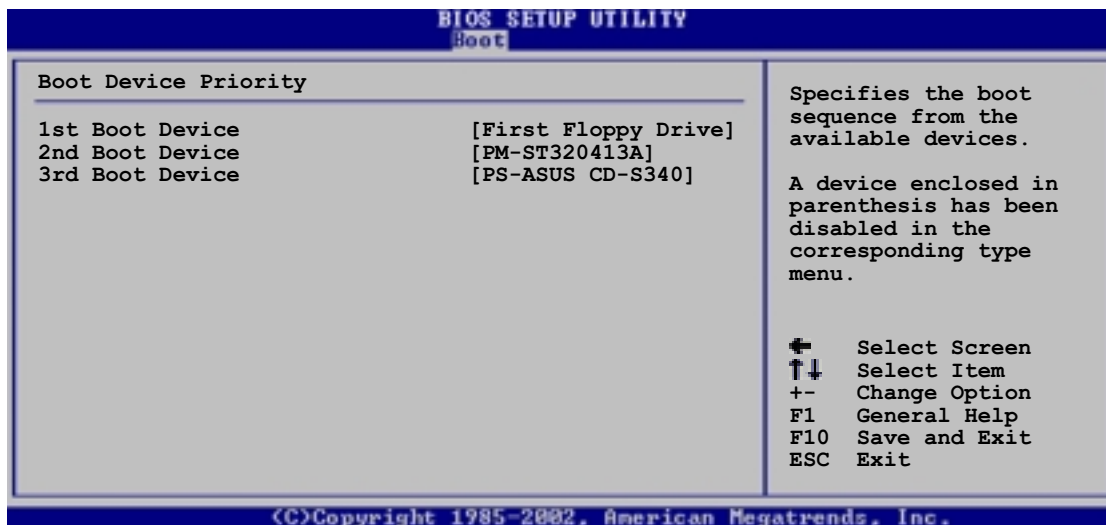 BIOS SETUP UTILITY
Boot
Boot Device Priority
1st Boot Device [First Floppy Drive]
2nd Boot Device [PM-ST320413A]
3rd Boot Device [PS-ASUS CD-S340]
Specifies the boot
sequence from the
available devices.
A device enclosed in
parenthesis has been
disabled in the
corresponding type
menu.
← Select Screen
↑↓ Select Item
+- Change Option
F1 General Help
F10 Save and Exit
ESC Exit
(C)Copyright 1985-2002, American Megatrends, Inc.